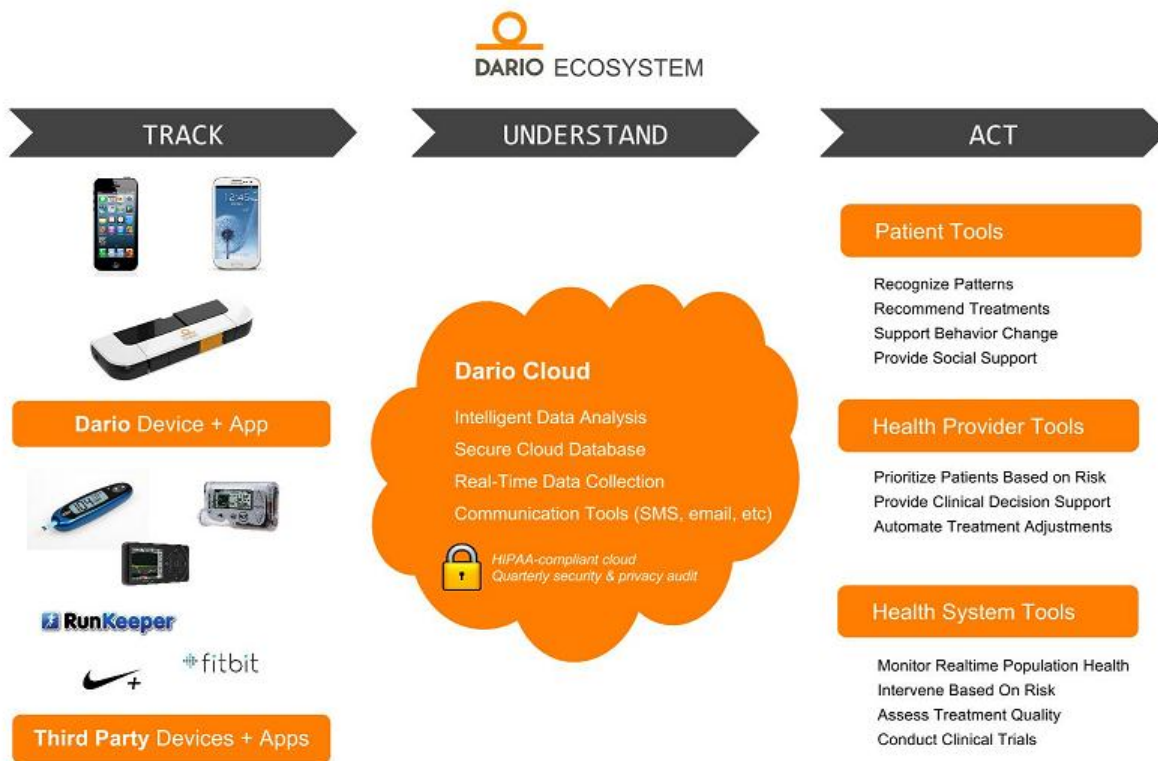 DARIO ECOSYSTEM
TRACK
UNDERSTAND
ACT
12:45
Dario Device + App
RunKeeper
fitbit
+
Third Party Devices + Apps
Dario Cloud
Intelligent Data Analysis
Secure Cloud Database
Real-Time Data Collection
Communication Tools (SMS, email, etc)
HIPAA-compliant cloud
Quarterly security & privacy audit
Patient Tools
Recognize Patterns
Recommend Treatments
Support Behavior Change
Provide Social Support
Health Provider Tools
Prioritize Patients Based on Risk
Provide Clinical Decision Support
Automate Treatment Adjustments
Health System Tools
Monitor Realtime Population Health
Intervene Based On Risk
Assess Treatment Quality
Conduct Clinical Trials